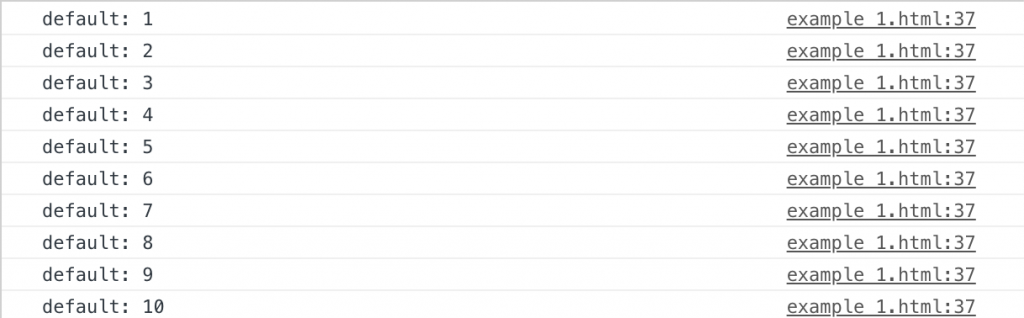 default: 1 example 1.html:37
default: 2 example 1.html:37
default: 3 example 1.html:37
default: 4 example 1.html:37
default: 5 example 1.html:37
default: 6 example 1.html:37
default: 7 example 1.html:37
default: 8 example 1.html:37
default: 9 example 1.html:37
default: 10 example 1.html:37